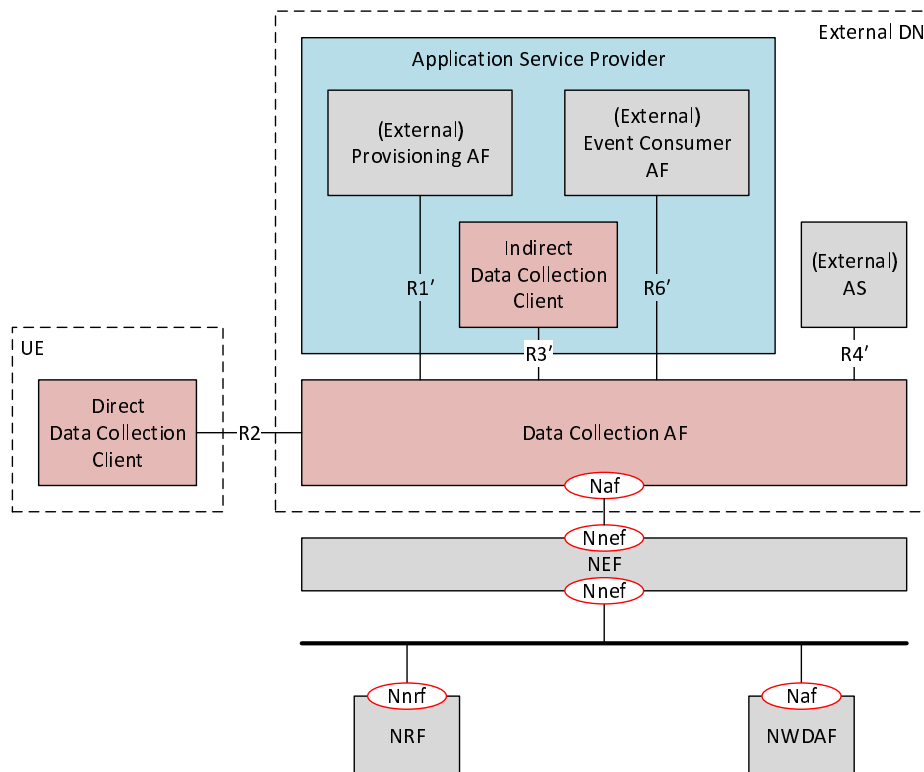 External DN
Application Service Provider
(External)
Provisioning AF
(External)
Event Consumer
AF
Indirect
Data Collection
Client
(External)
AS
R1’
R6’
UE
R3’
R4’
Direct
Data Collection
Client
R2
Data Collection AF
Naf
Nnef
NEF
Nnef
Nnrf
NRF
Naf
NWDAF